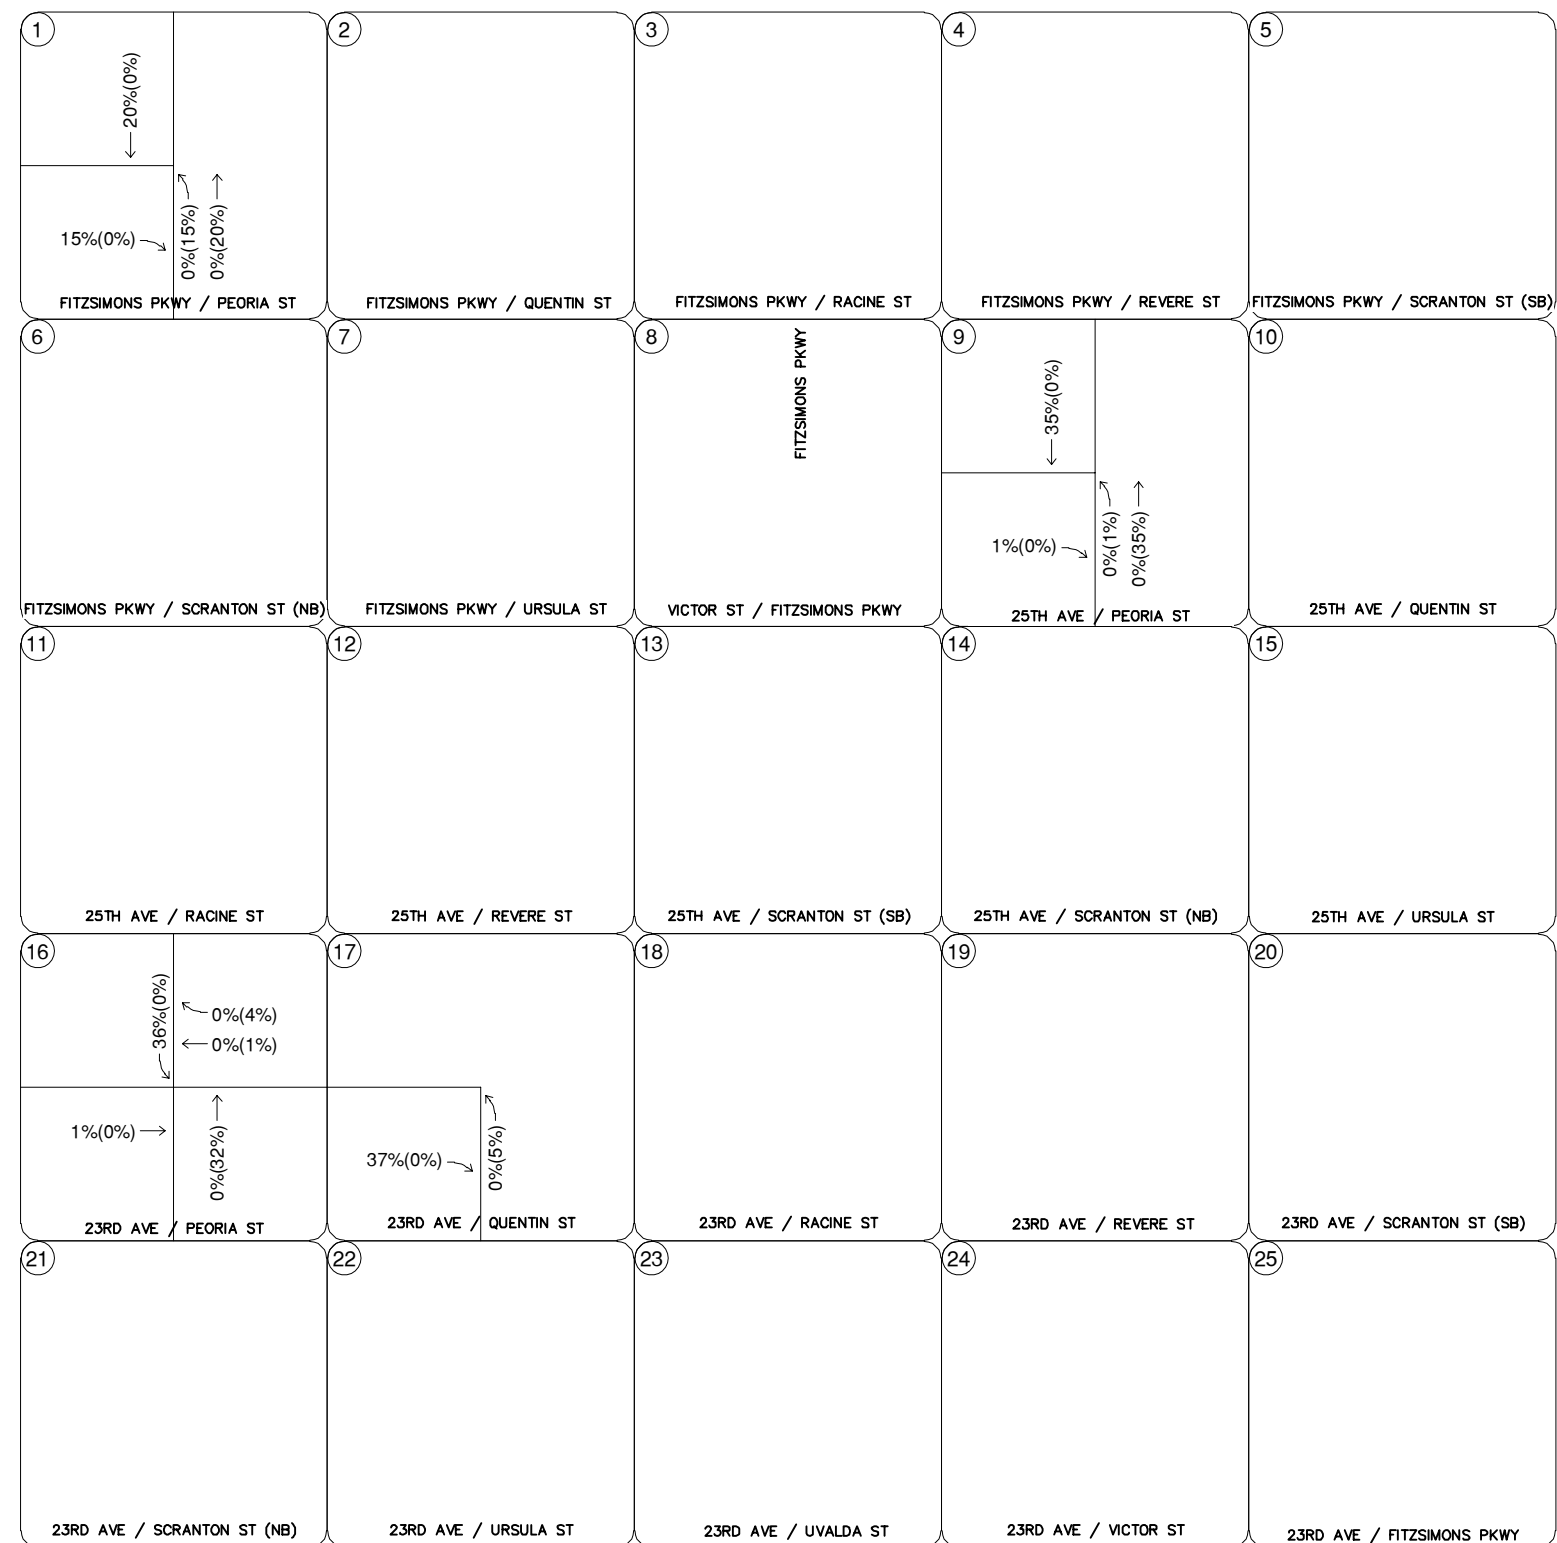 1
20%(0%)
15%(0%)
0%(15%)
0%(20%)
FITZSIMONS PKWY / PEORIA ST
2
FITZSIMONS PKWY / QUENTIN ST
3
FITZSIMONS PKWY / RACINE ST
4
FITZSIMONS PKWY / REVERE ST
5
FITZSIMONS PKWY / SCRANTON ST (SB)
6
FITZSIMONS PKWY / SCRANTON ST (NB)
7
FITZSIMONS PKWY / URSULA ST
8
FITZSIMONS PKWY
VICTOR ST / FITZSIMONS PKWY
9
35%(0%)
1%(0%)
0%(1%)
0%(35%)
25TH AVE / PEORIA ST
10
25TH AVE / QUENTIN ST
11
25TH AVE / RACINE ST
12
25TH AVE / REVERE ST
13
25TH AVE / SCRANTON ST (SB)
14
25TH AVE / SCRANTON ST (NB)
15
25TH AVE / URSULA ST
16
36%(0%)
0%(4%)
0%(1%)
1%(0%)
0%(32%)
23RD AVE / PEORIA ST
17
37%(0%)
0%(5%)
23RD AVE / QUENTIN ST
18
23RD AVE / RACINE ST
19
23RD AVE / REVERE ST
20
23RD AVE / SCRANTON ST (SB)
21
23RD AVE / SCRANTON ST (NB)
22
23RD AVE / URSULA ST
23
23RD AVE / UVALDA ST
24
23RD AVE / VICTOR ST
25
23RD AVE / FITZSIMONS PKWY